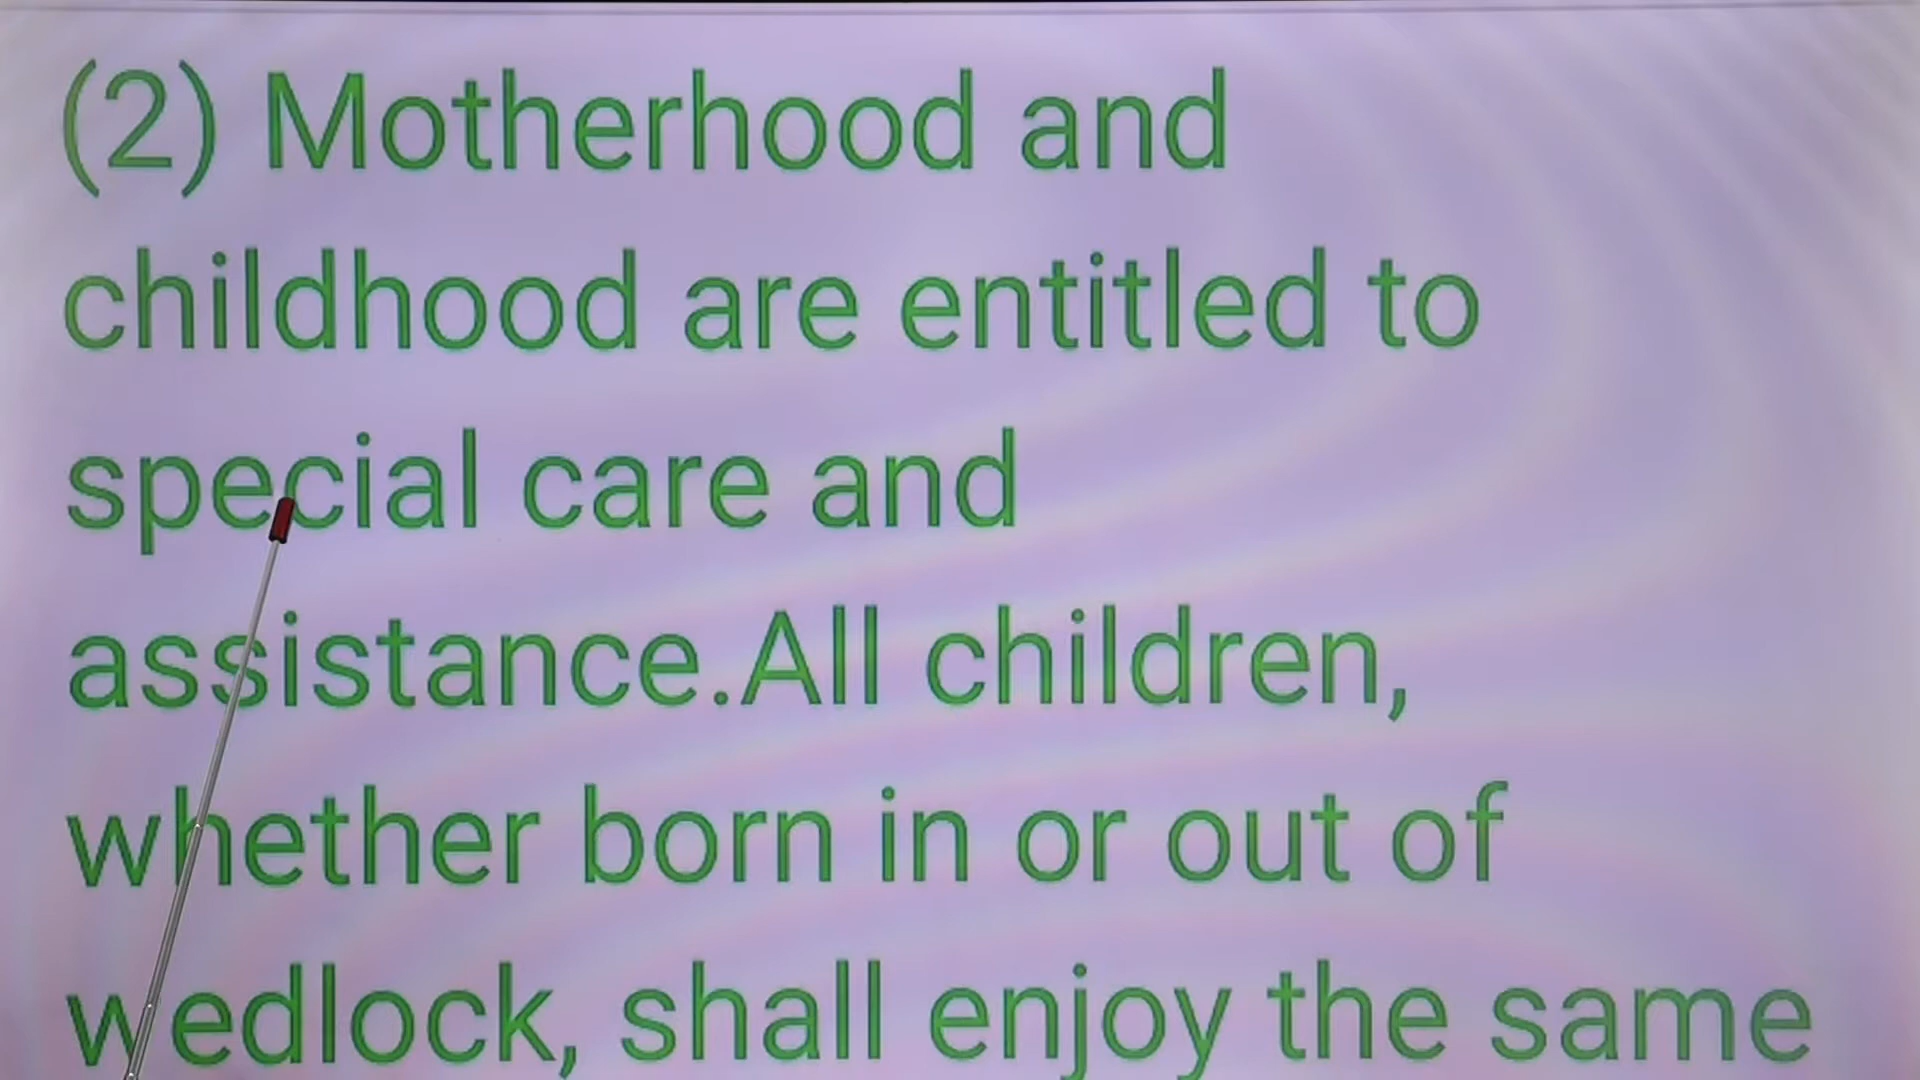 (2) Motherhood and
childhood are entitled to
special care and
assistance.All children,
whether born in or out of
wedlock, shall enjoy the same